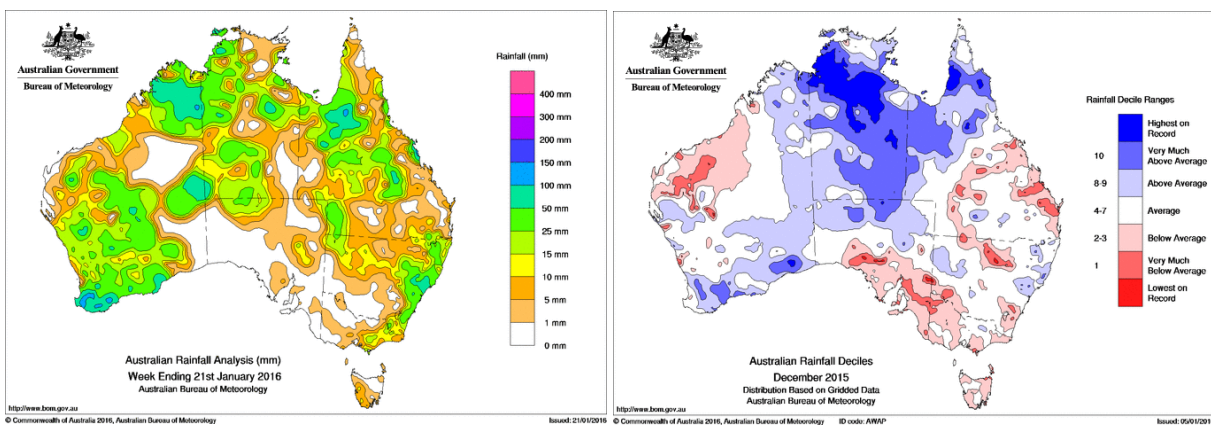 Australian Government
Bureau of Meteorology
Rainfall (mm)
400 mm
300 mm
200 mm
150 mm
100 mm
50 mm
25 mm
15 mm
10 mm
5 mm
1 mm
0 mm
Australian Rainfall Analysis (mm)
Week Ending 21st January 2016
Australian Bureau of Meteorology
http://www.bom.gov.au
© Commonwealth of Australia 2016, Australian Bureau of Meteorology
Issued: 21/01/2016
Australian Government
Bureau of Meteorology
Rainfall Decile Ranges
Highest on
Record
10 Very Much
Above Average
8-9 Above Average
4-7 Average
2-3 Below Average
1 Very Much
Below Average
Lowest on
Record
Australian Rainfall Deciles
December 2015
Distribution Based on Gridded Data
Australian Bureau of Meteorology
http://www.bom.gov.au
© Commonwealth of Australia 2016, Australian Bureau of Meteorology
ID code: AWAP
Issued: 05/01/201